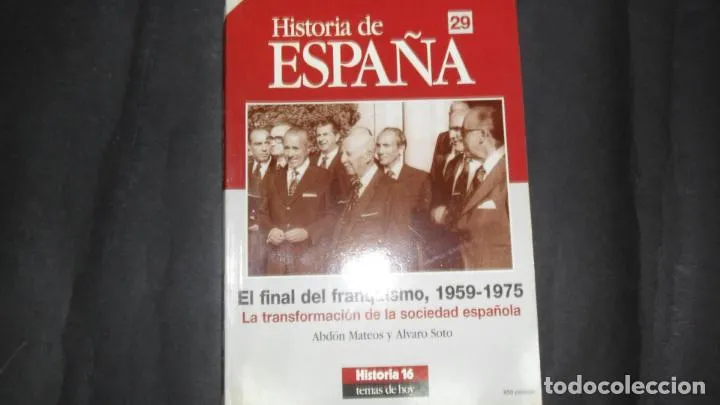 Historia de
29
ESPAÑA
El final del franquismo, 1959-1975
La transformación de la sociedad española
Abdón Mateos y Alvaro Soto
Historia 16
temas de hoy
todocoleccion